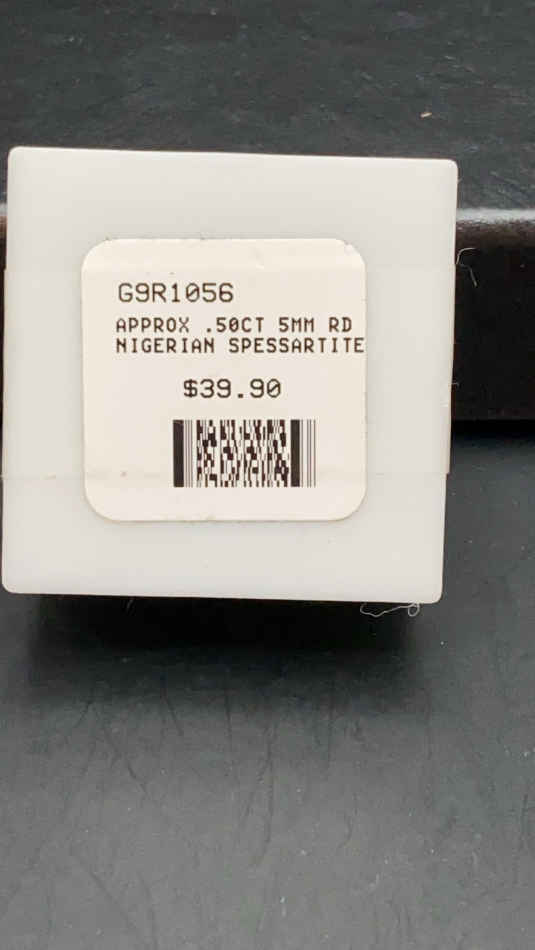 G9R1056
APPROX .50CT 5MM RD
NIGERIAN SPESSARTITE
$39.90